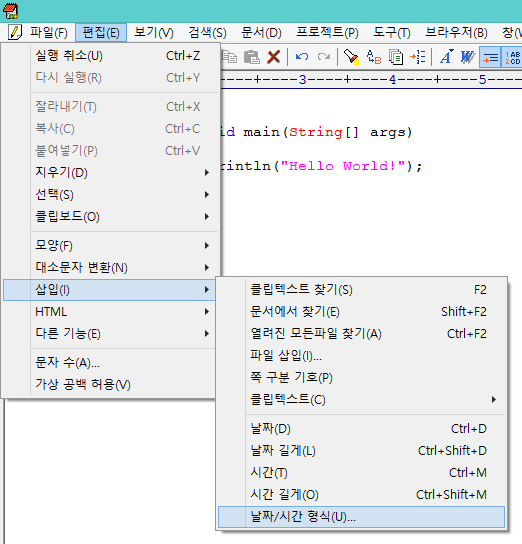 파일(F) 편집(E) 보기(V) 검색(S) 문서(D) 프로젝트(P) 도구(T) 브라우저(B)
실행 취소(U) Ctrl+Z
다시 실행(R) Ctrl+Y
잘라내기(T) Ctrl+X
복사(C) Ctrl+C
붙여넣기(P) Ctrl+V
지우기(D)
선택(S)
클립보드(O)
모양(F)
대소문자 변환(N)
삽입(I)
HTML
다른 기능(E)
문자 수(A)...
가상 공백 허용(V)
----+----3----+----4----+----5----
id main(String[] args)
rintln("Hello World!");
클립텍스트 찾기(S) F2
문서에서 찾기(E) Shift+F2
열려진 모든파일 찾기(A) Ctrl+F2
파일 삽입(I)...
쪽 구분 기호(P)
클립텍스트(C)
날짜(D) Ctrl+D
날짜 길게(L) Ctrl+Shift+D
시간(T) Ctrl+M
시간 길게(O) Ctrl+Shift+M
날짜/시간 형식(U)...